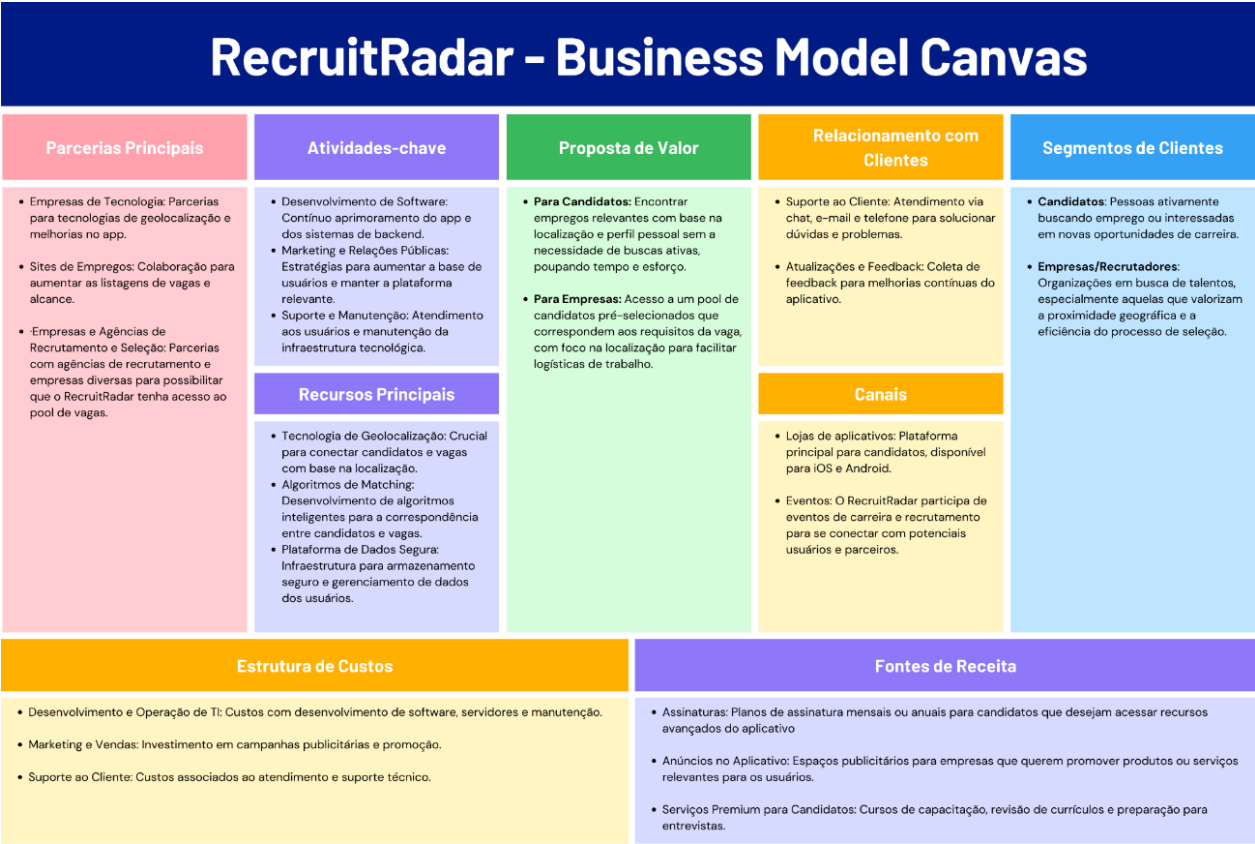 RecruitRadar - Business Model Canvas
Parcerias Principais
• Empresas de Tecnologia: Parcerias
para tecnologias de geolocalização e
melhorias no app.
• Sites de Empregos: Colaboração para
aumentar as listagens de vagas e
alcance.
• ·Empresas e Agências de
Recrutamento e Seleção: Parcerias
com agências de recrutamento e
empresas diversas para possibilitar
que o RecruitRadar tenha acesso ao
pool de vagas.
Atividades-chave
• Desenvolvimento de Software:
Contínuo aprimoramento do app e
dos sistemas de backend.
• Marketing e Relações Públicas:
Estratégias para aumentar a base de
usuários e manter a plataforma
relevante.
• Suporte e Manutenção: Atendimento
aos usuários e manutenção da
infraestrutura tecnológica.
Recursos Principais
• Tecnologia de Geolocalização: Crucial
para conectar candidatos e vagas
com base na localização.
• Algoritmos de Matching:
Desenvolvimento de algoritmos
inteligentes para a correspondência
entre candidatos e vagas.
• Plataforma de Dados Segura:
Infraestrutura para armazenamento
seguro e gerenciamento de dados
dos usuários.
Proposta de Valor
• Para Candidatos: Encontrar
empregos relevantes com base na
localização e perfil pessoal sem a
necessidade de buscas ativas,
poupando tempo e esforço.
• Para Empresas: Acesso a um pool de
candidatos pré-selecionados que
correspondem aos requisitos da vaga,
com foco na localização para facilitar
logísticas de trabalho.
Relacionamento com
Clientes
• Suporte ao Cliente: Atendimento via
chat, e-mail e telefone para solucionar
dúvidas e problemas.
• Atualizações e Feedback: Coleta de
feedback para melhorias contínuas do
aplicativo.
Canais
• Lojas de aplicativos: Plataforma
principal para candidatos, disponível
para iOS e Android.
• Eventos: O RecruitRadar participa de
eventos de carreira e recrutamento
para se conectar com potenciais
usuários e parceiros.
Segmentos de Clientes
• Candidatos: Pessoas ativamente
buscando emprego ou interessadas
em novas oportunidades de carreira.
• Empresas/Recrutadores:
Organizações em busca de talentos,
especialmente aquelas que valorizam
a proximidade geográfica e a
eficiência do processo de seleção.
Estrutura de Custos
• Desenvolvimento e Operação de TI: Custos com desenvolvimento de software, servidores e manutenção.
• Marketing e Vendas: Investimento em campanhas publicitárias e promoção.
• Suporte ao Cliente: Custos associados ao atendimento e suporte técnico.
Fontes de Receita
• Assinaturas: Planos de assinatura mensais ou anuais para candidatos que desejam acessar recursos
avançados do aplicativo
• Anúncios no Aplicativo: Espaços publicitários para empresas que querem promover produtos ou serviços
relevantes para os usuários.
• Serviços Premium para Candidatos: Cursos de capacitação, revisão de currículos e preparação para
entrevistas.